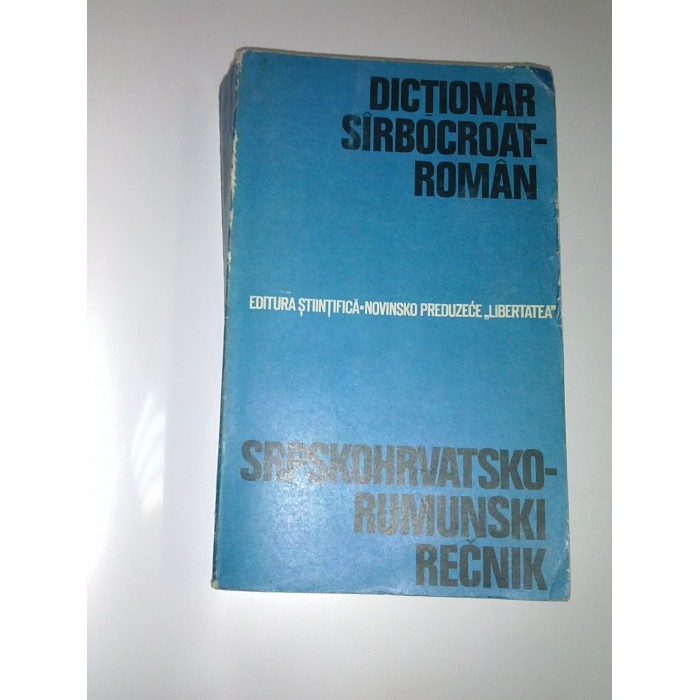 DICȚIONAR
SÎRBOCROAT-
ROMÂN
EDITURA ȘTIINȚIFICĂ•NOVINSKO PREDUZEĆE „LIBERTATEA"
SRPSKOHRVATSKO-
RUMUNSKI
REČNIK